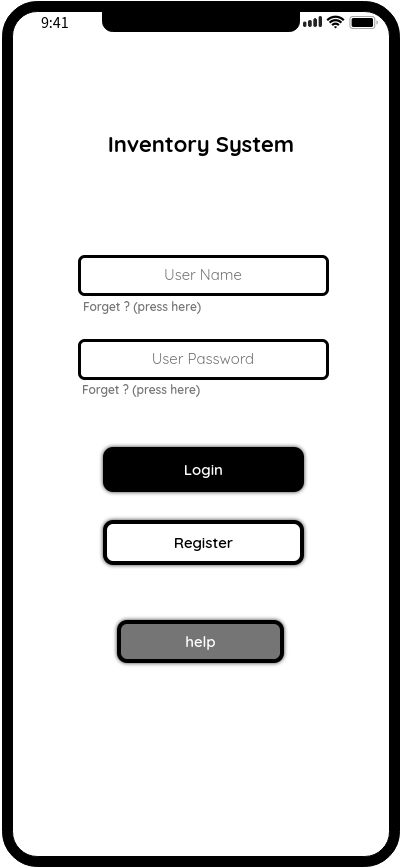 9:41
Inventory System
User Name
Forget ? (press here)
User Password
Forget ? (press here)
Login
Register
help